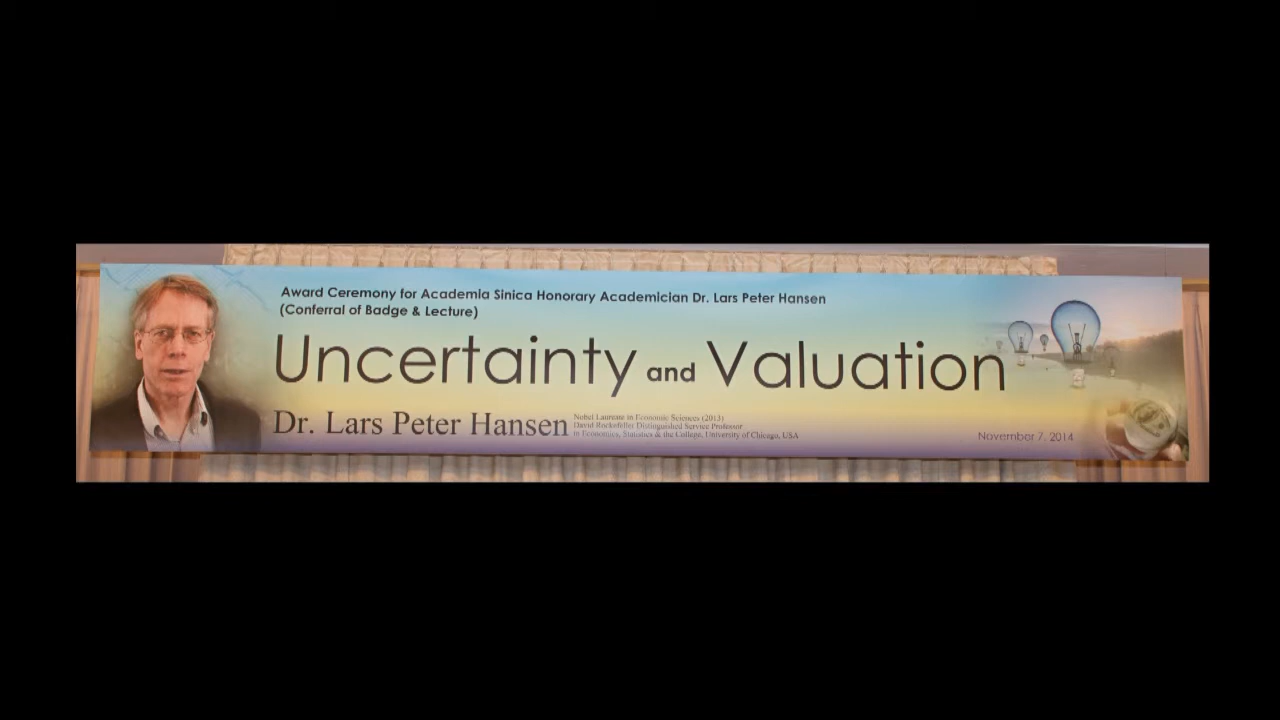 Award Ceremony for Academia Sinica Honorary Academician Dr. Lars Peter Hansen
(Conferral of Badge & Lecture)
Uncertainty and Valuation
Dr. Lars Peter Hansen
Nobel Laureate in Economic Sciences (2013)
David Rockefeller Distinguished Service Professor
in Economics, Statistics & the College, University of Chicago, USA
November 7, 2014